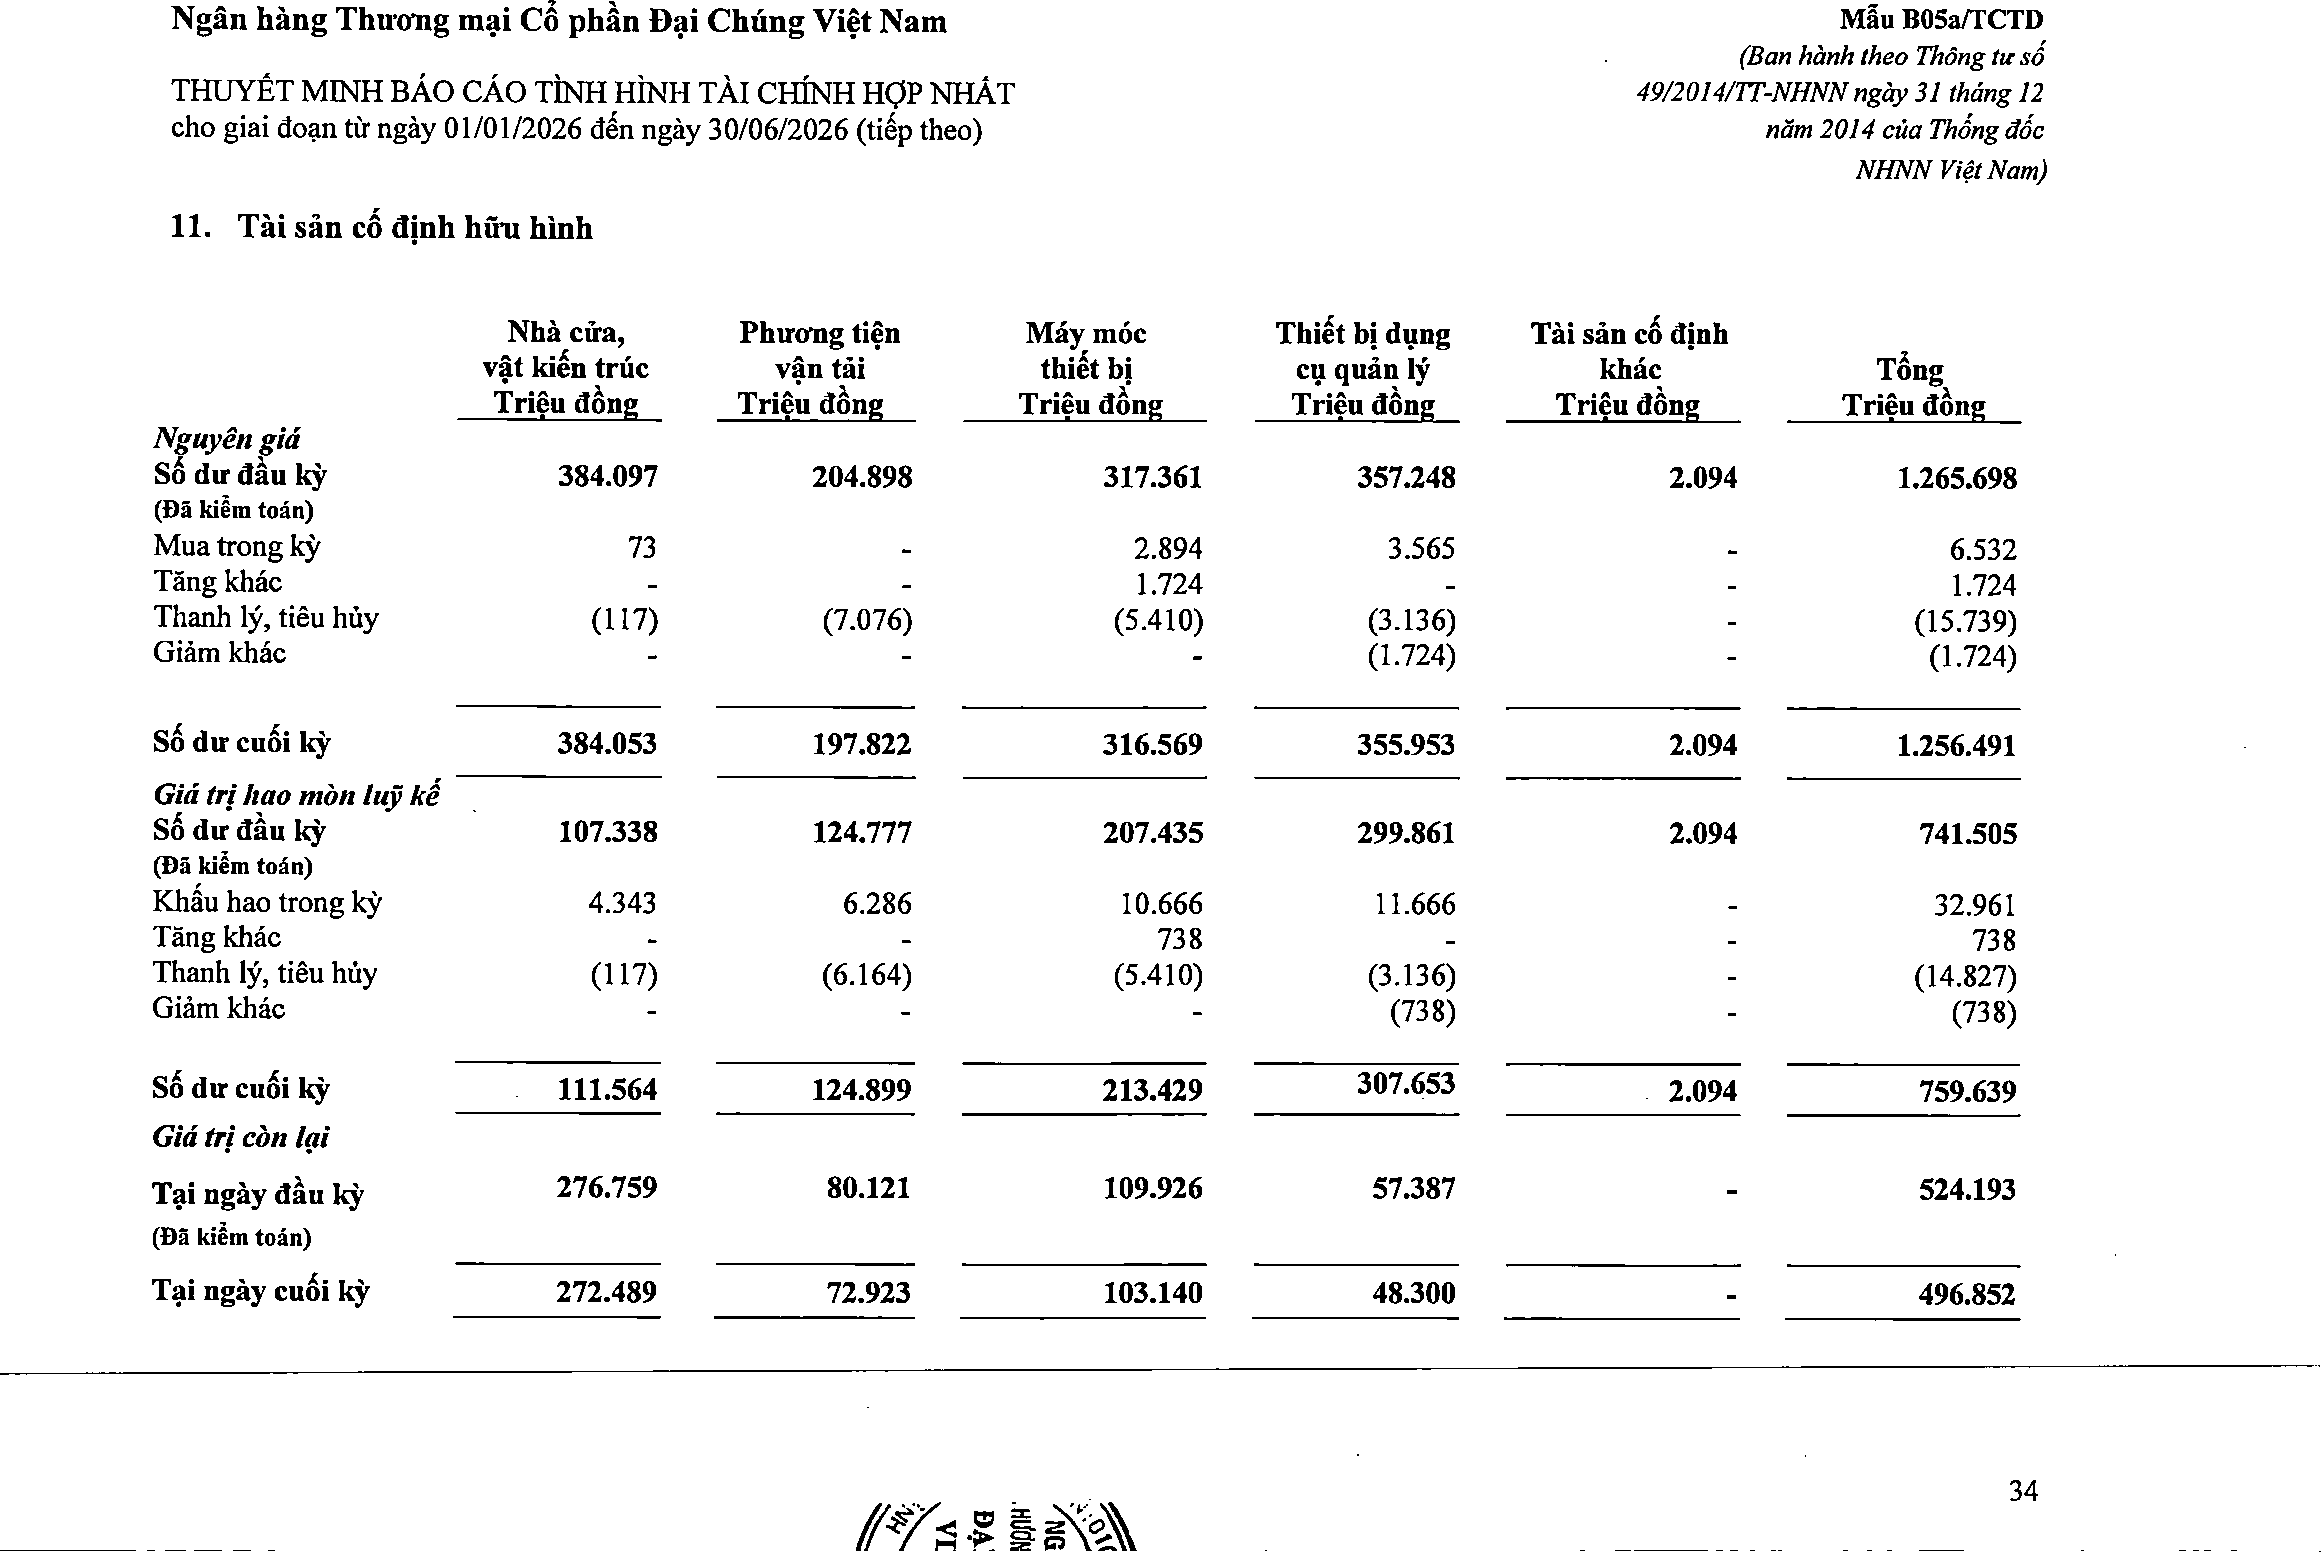 Ngân hàng Thương mại Cổ phần Đại Chúng Việt Nam
Mẫu B05a/TCTD
(Ban hành theo Thông tư số
49/2014/TT-NHNN ngày 31 tháng 12
năm 2014 của Thống đốc
NHNN Việt Nam)
THUYẾT MINH BÁO CÁO TÌNH HÌNH TÀI CHÍNH HỢP NHẤT
cho giai đoạn từ ngày 01/01/2026 đến ngày 30/06/2026 (tiếp theo)
11. Tài sản cố định hữu hình
Nhà cửa, Phương tiện Máy móc Thiết bị dụng Tài sản cố định
vật kiến trúc vận tải thiết bị cụ quản lý khác Tổng
Triệu đồng Triệu đồng Triệu đồng Triệu đồng Triệu đồng Triệu đồng
Nguyên giá
Số dư đầu kỳ 384.097 204.898 317.361 357.248 2.094 1.265.698
(Đã kiểm toán)
Mua trong kỳ 73 - 2.894 3.565 - 6.532
Tăng khác - - 1.724 - - 1.724
Thanh lý, tiêu hủy (117) (7.076) (5.410) (3.136) - (15.739)
Giảm khác - - - (1.724) - (1.724)
Số dư cuối kỳ 384.053 197.822 316.569 355.953 2.094 1.256.491
Giá trị hao mòn luỹ kế
Số dư đầu kỳ 107.338 124.777 207.435 299.861 2.094 741.505
(Đã kiểm toán)
Khấu hao trong kỳ 4.343 6.286 10.666 11.666 - 32.961
Tăng khác - - 738 - - 738
Thanh lý, tiêu hủy (117) (6.164) (5.410) (3.136) - (14.827)
Giảm khác - - - (738) - (738)
Số dư cuối kỳ 111.564 124.899 213.429 307.653 2.094 759.639
Giá trị còn lại
Tại ngày đầu kỳ 276.759 80.121 109.926 57.387 - 524.193
(Đã kiểm toán)
Tại ngày cuối kỳ 272.489 72.923 103.140 48.300 - 496.852
34